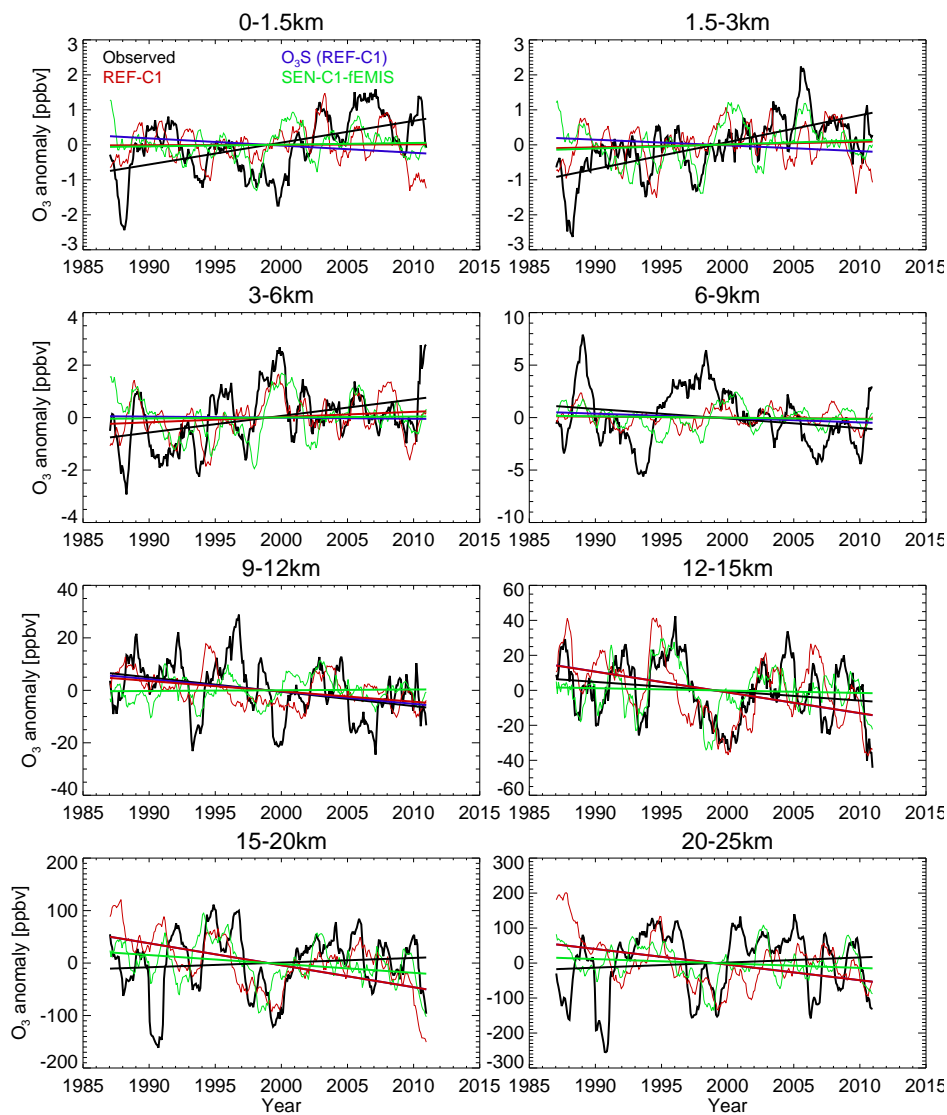 0-1.5km 1.5-3km
Observed O₃S (REF-C1)
REF-C1 SEN-C1-fEMIS
O₃ anomaly [ppbv]
3 3
2 2
1 1
0 0
-1 -1
-2 -2
-3 -3
1985 1990 1995 2000 2005 2010 2015 1985 1990 1995 2000 2005 2010 2015
3-6km 6-9km
O₃ anomaly [ppbv]
4 10
2 5
0 0
-2 -5
-4 -10
1985 1990 1995 2000 2005 2010 2015 1985 1990 1995 2000 2005 2010 2015
9-12km 12-15km
O₃ anomaly [ppbv]
40 60
20 40
0 20
-20 0
-40 -20
-40
-60
1985 1990 1995 2000 2005 2010 2015 1985 1990 1995 2000 2005 2010 2015
15-20km 20-25km
O₃ anomaly [ppbv]
200 300
100 200
0 100
-100 0
-200 -100
-200
-300
1985 1990 1995 2000 2005 2010 2015 1985 1990 1995 2000 2005 2010 2015
Year Year